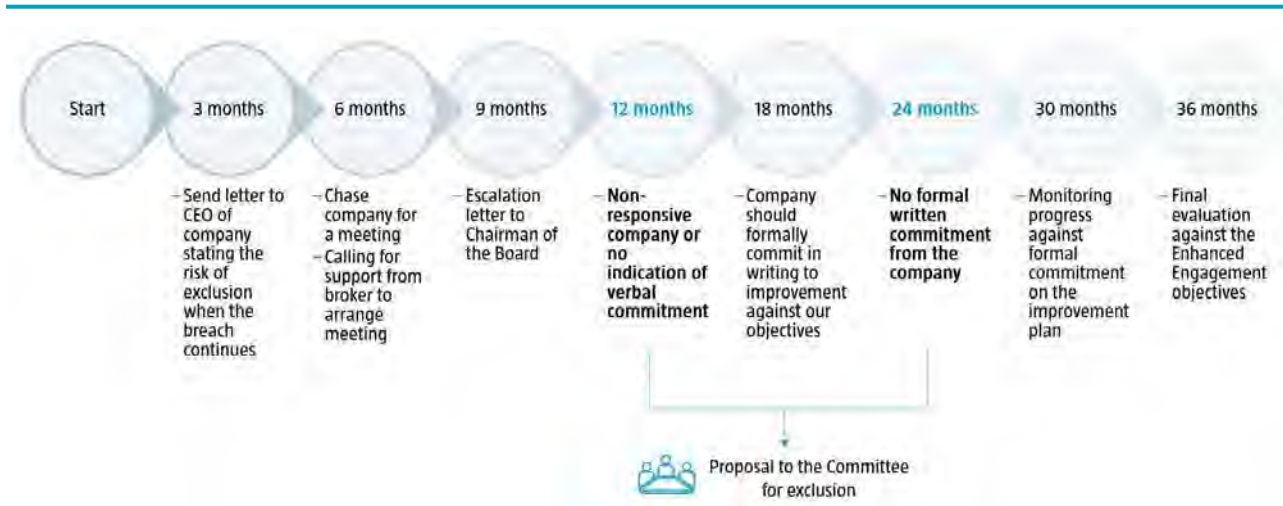 Start
3 months
6 months
9 months
12 months
18 months
24 months
30 months
36 months
– Send letter to
CEO of
company
stating the
risk of
exclusion
when the
breach
continues
– Chase
company for
a meeting
– Calling for
support from
broker to
arrange
meeting
– Escalation
letter to
Chairman of
the Board
– Non-
responsive
company or
no
indication of
verbal
commitment
– Company
should
formally
commit in
writing to
improvement
against our
objectives
– No formal
written
commitment
from the
company
– Monitoring
progress
against
formal
commitment
on the
improvement
plan
– Final
evaluation
against the
Enhanced
Engagement
objectives
Proposal to the Committee
for exclusion